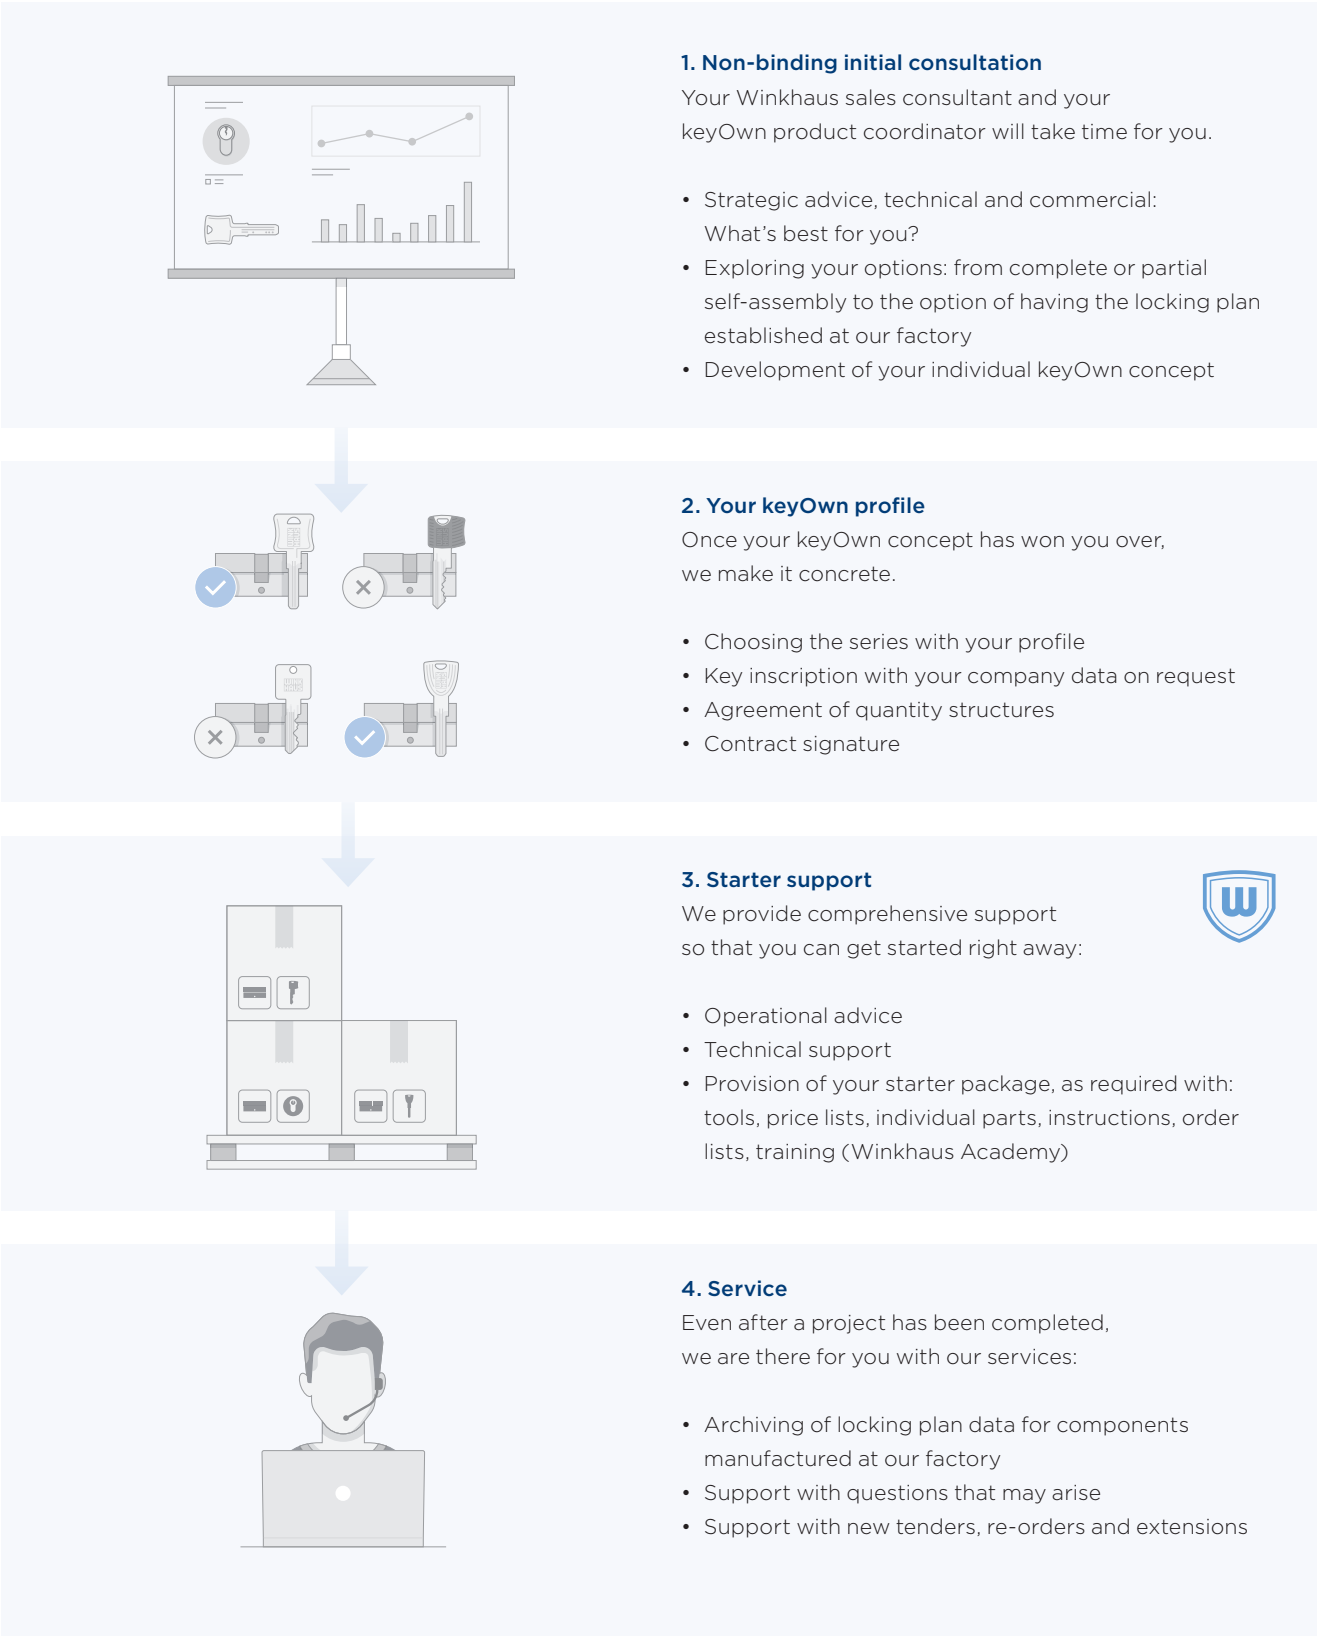 1. Non-binding initial consultation
Your Winkhaus sales consultant and your
keyOwn product coordinator will take time for you.
• Strategic advice, technical and commercial:
What's best for you?
• Exploring your options: from complete or partial
self-assembly to the option of having the locking plan
established at our factory
• Development of your individual keyOwn concept
2. Your keyOwn profile
Once your keyOwn concept has won you over,
we make it concrete.
• Choosing the series with your profile
• Key inscription with your company data on request
• Agreement of quantity structures
• Contract signature
3. Starter support
We provide comprehensive support
so that you can get started right away:
W
• Operational advice
• Technical support
• Provision of your starter package, as required with:
tools, price lists, individual parts, instructions, order
lists, training (Winkhaus Academy)
4. Service
Even after a project has been completed,
we are there for you with our services:
• Archiving of locking plan data for components
manufactured at our factory
• Support with questions that may arise
• Support with new tenders, re-orders and extensions